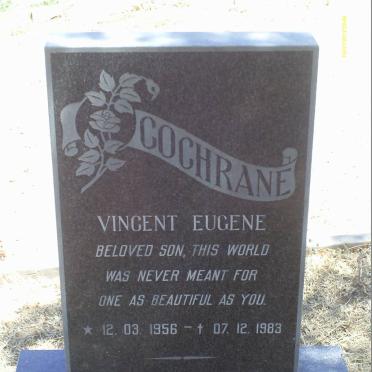 COCHRANE
VINCENT EUGENE
BELOVED SON, THIS WORLD
WAS NEVER MEANT FOR
ONE AS BEAUTIFUL AS YOU.
★ 12. 03. 1956 – † 07. 12. 1983